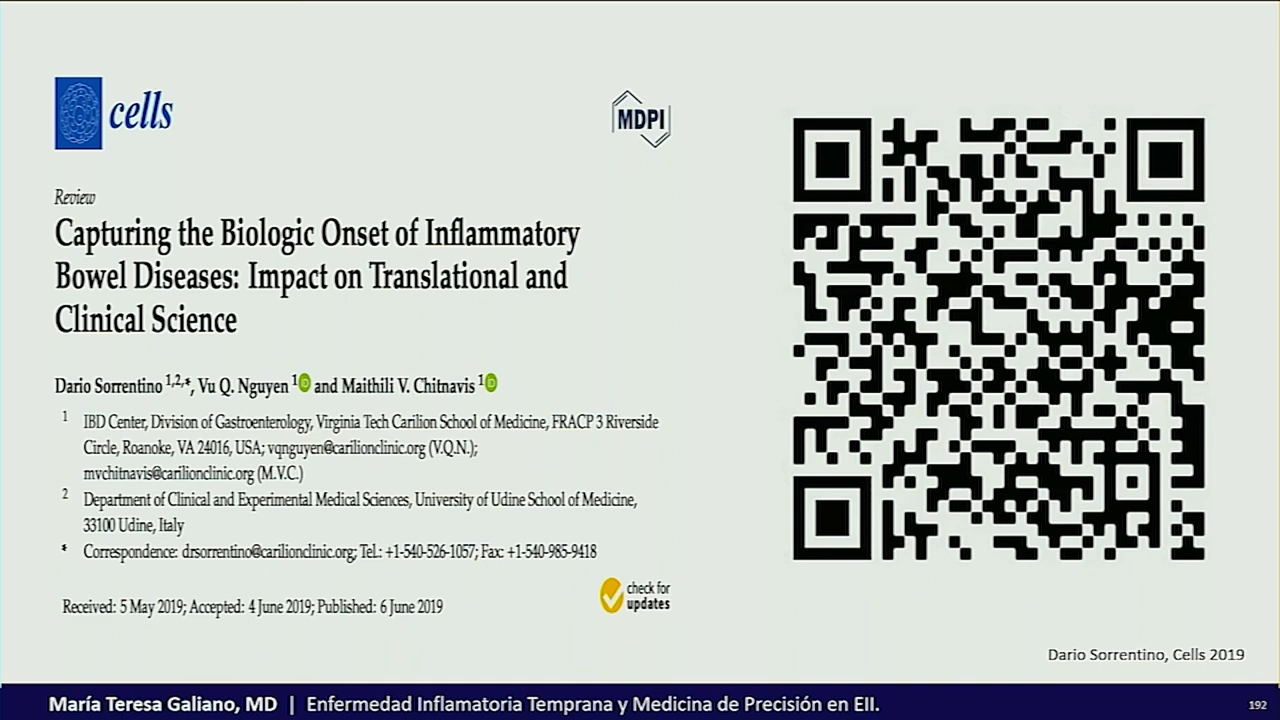 cells
MDPI
Review
Capturing the Biologic Onset of Inflammatory
Bowel Diseases: Impact on Translational and
Clinical Science
Dario Sorrentino 1,2,*, Vu Q. Nguyen 1 and Maithili V. Chitnavis 1
1 IBD Center, Division of Gastroenterology, Virginia Tech Carilion School of Medicine, FRACP 3 Riverside
Circle, Roanoke, VA 24016, USA; vqnguyen@carilionclinic.org (V.Q.N.);
mvchitnavis@carilionclinic.org (M.V.C.)
2 Department of Clinical and Experimental Medical Sciences, University of Udine School of Medicine,
33100 Udine, Italy
* Correspondence: drsorrentino@carilionclinic.org; Tel.: +1-540-526-1057; Fax: +1-540-985-9418
Received: 5 May 2019; Accepted: 4 June 2019; Published: 6 June 2019
check for
updates
Dario Sorrentino, Cells 2019
María Teresa Galiano, MD | Enfermedad Inflamatoria Temprana y Medicina de Precisión en EII.
192